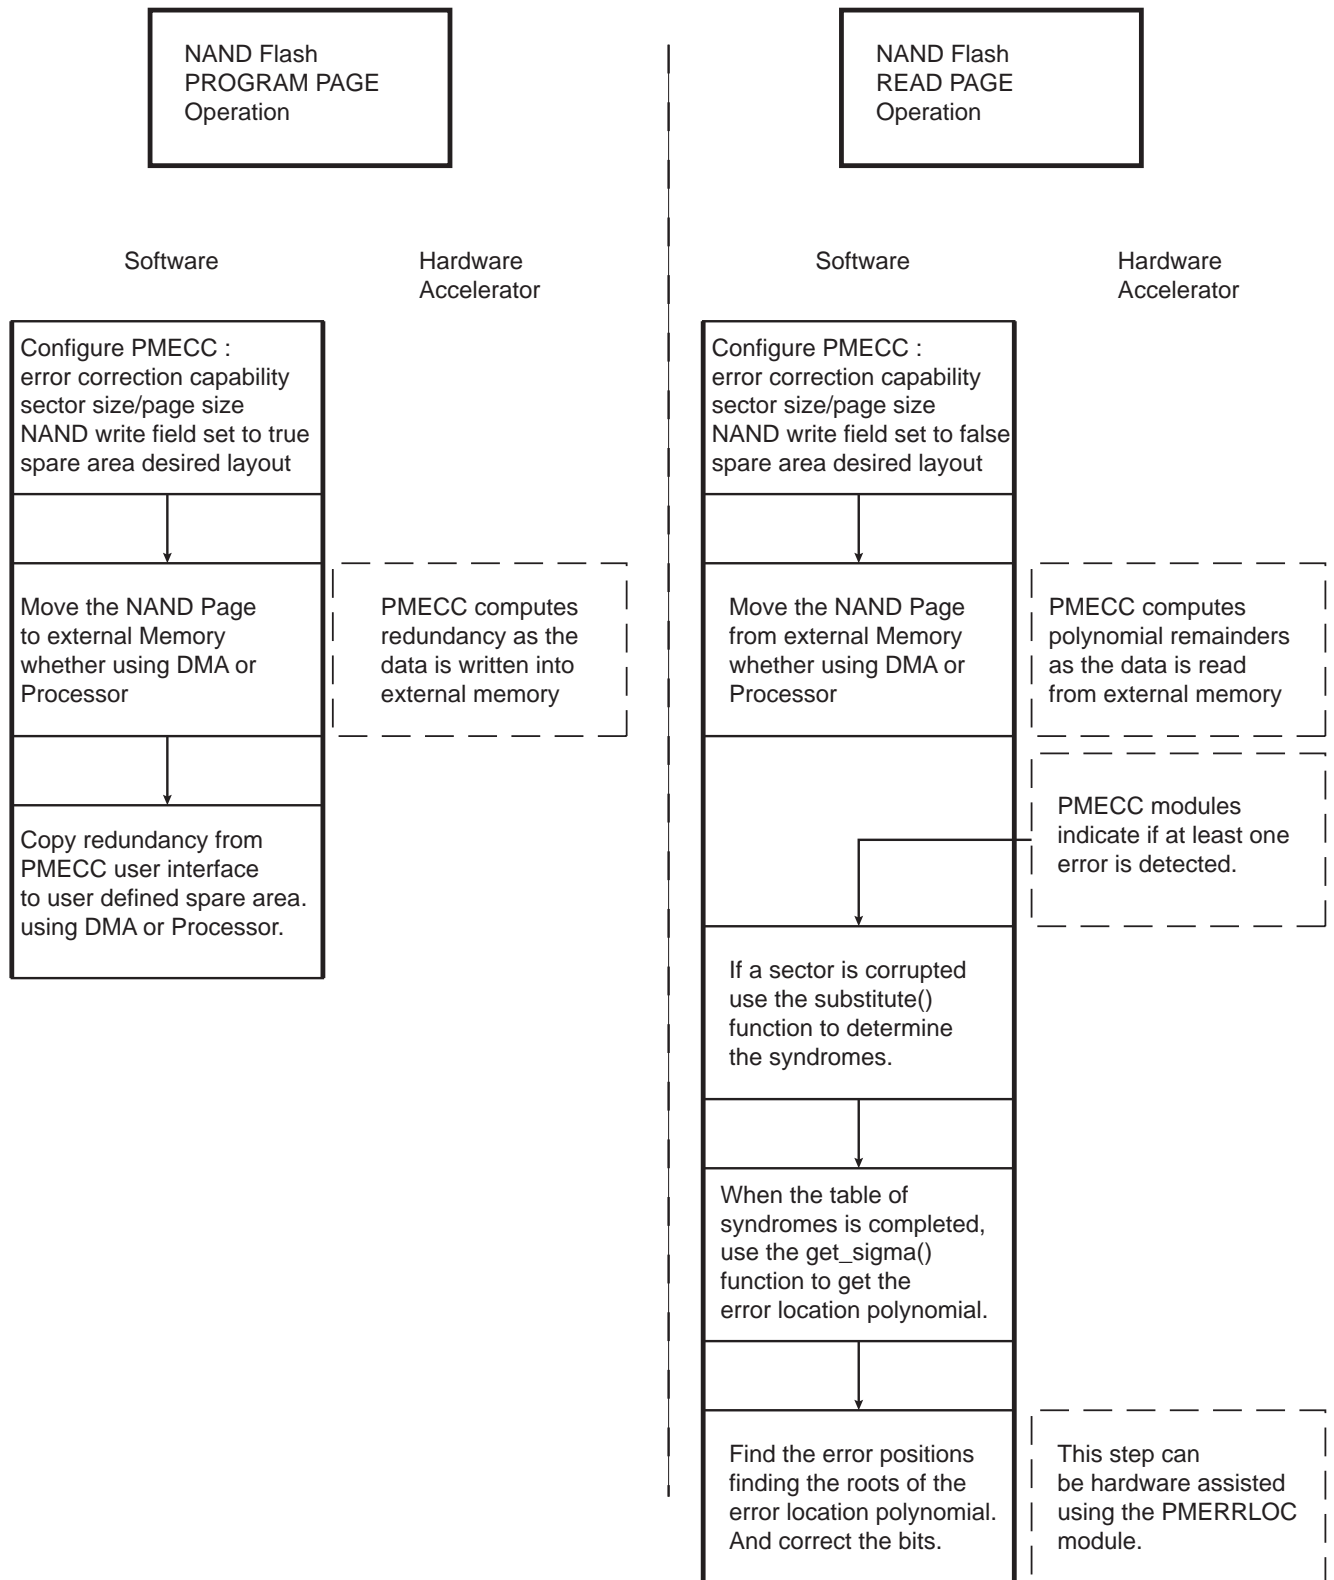 NAND Flash
PROGRAM PAGE
Operation
Software
Hardware
Accelerator
Configure PMECC :
error correction capability
sector size/page size
NAND write field set to true
spare area desired layout
Move the NAND Page
to external Memory
whether using DMA or
Processor
PMECC computes
redundancy as the
data is written into
external memory
Copy redundancy from
PMECC user interface
to user defined spare area.
using DMA or Processor.
NAND Flash
READ PAGE
Operation
Software
Hardware
Accelerator
Configure PMECC :
error correction capability
sector size/page size
NAND write field set to false
spare area desired layout
Move the NAND Page
from external Memory
whether using DMA or
Processor
PMECC computes
polynomial remainders
as the data is read
from external memory
PMECC modules
indicate if at least one
error is detected.
If a sector is corrupted
use the substitute()
function to determine
the syndromes.
When the table of
syndromes is completed,
use the get_sigma()
function to get the
error location polynomial.
Find the error positions
finding the roots of the
error location polynomial.
And correct the bits.
This step can
be hardware assisted
using the PMERRLOC
module.